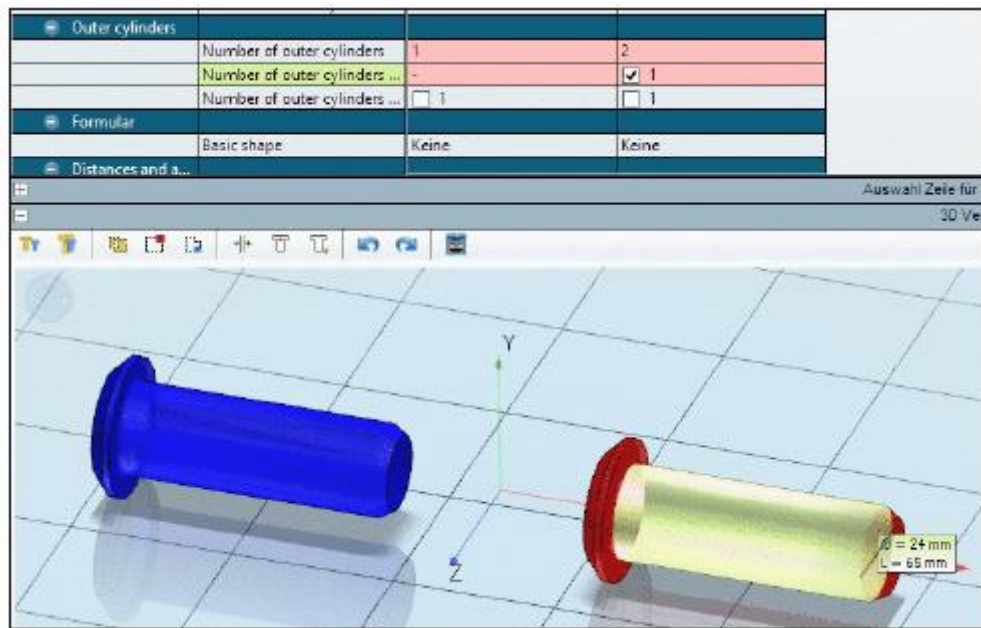 Outer cylinders
Number of outer cylinders 1 2
Number of outer cylinders ... - 1
Number of outer cylinders ... 1 1
Formular
Basic shape Keine Keine
Distances and a...
Auswahl Zeile für
3D Ve
Y
Z
= 24 mm
L = 65 mm